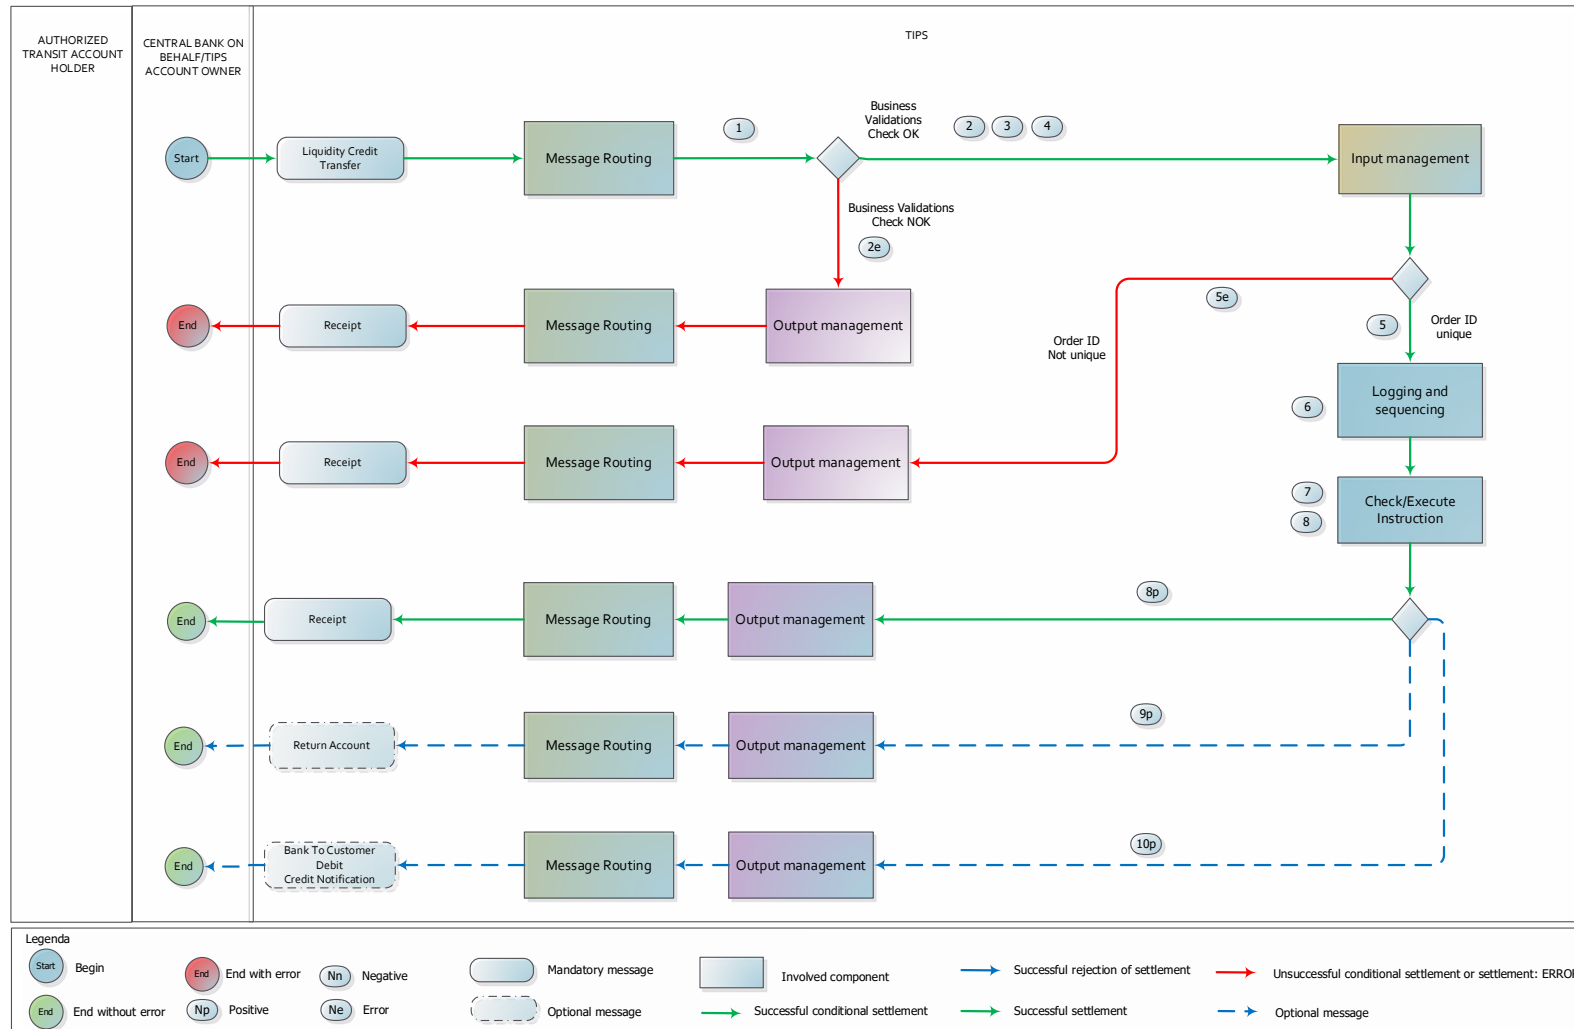 AUTHORIZED
TRANSIT ACCOUNT
HOLDER
CENTRAL BANK ON
BEHALF/TIPS
ACCOUNT OWNER
TIPS
Start
Liquidity Credit
Transfer
Message Routing
1
Business
Validations
Check OK
2
3
4
Input management
Business Validations
Check NOK
2e
End
Receipt
Message Routing
Output management
5e
Order ID
Not unique
5
Order ID
unique
Logging and
sequencing
6
End
Receipt
Message Routing
Output management
7
8
Check/Execute
Instruction
End
Receipt
Message Routing
Output management
8p
End
Return Account
Message Routing
Output management
9p
End
Bank To Customer
Debit
Credit Notification
Message Routing
Output management
10p
Legenda
Start
Begin
End
End with error
Nn
Negative
Mandatory message
Involved component
Successful rejection of settlement
Unsuccessful conditional settlement or settlement: ERROR
End
End without error
Np
Positive
Ne
Error
Optional message
Successful conditional settlement
Successful settlement
Optional message